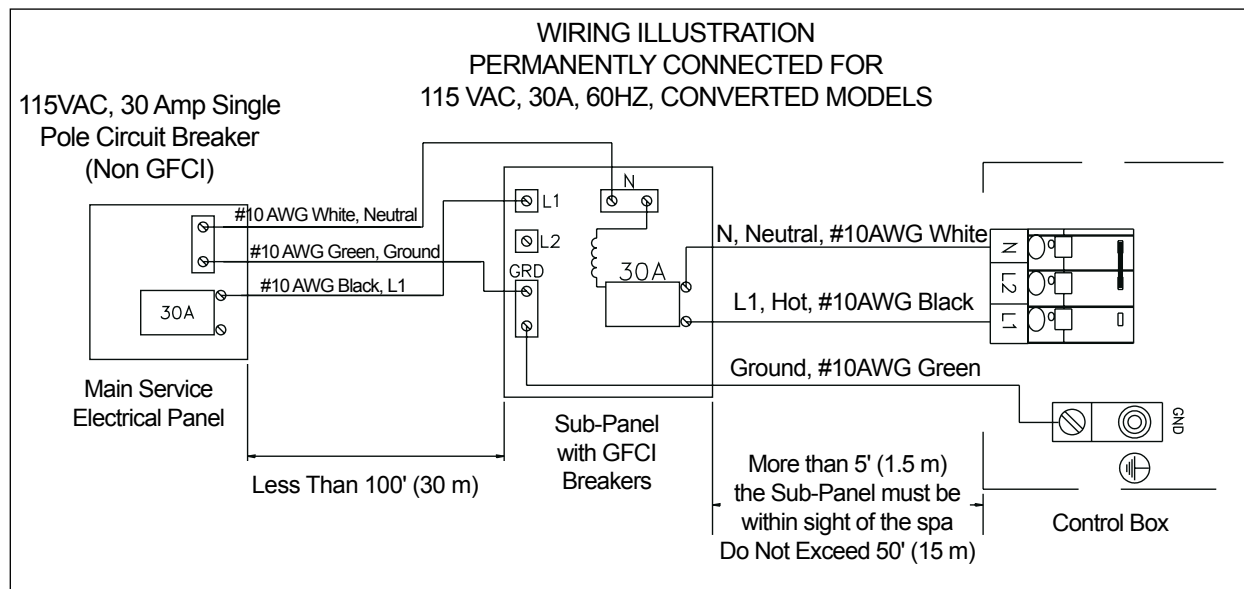 WIRING ILLUSTRATION
PERMANENTLY CONNECTED FOR
115 VAC, 30A, 60HZ, CONVERTED MODELS
115VAC, 30 Amp Single
Pole Circuit Breaker
(Non GFCI)
#10 AWG White, Neutral
#10 AWG Green, Ground
#10 AWG Black, L1
30A
Main Service
Electrical Panel
Less Than 100' (30 m)
L1
N
L2
GRD
30A
Sub-Panel
with GFCI
Breakers
N, Neutral, #10AWG White
L1, Hot, #10AWG Black
Ground, #10AWG Green
More than 5' (1.5 m)
the Sub-Panel must be
within sight of the spa
Do Not Exceed 50' (15 m)
N
L2
L1
GND
Control Box